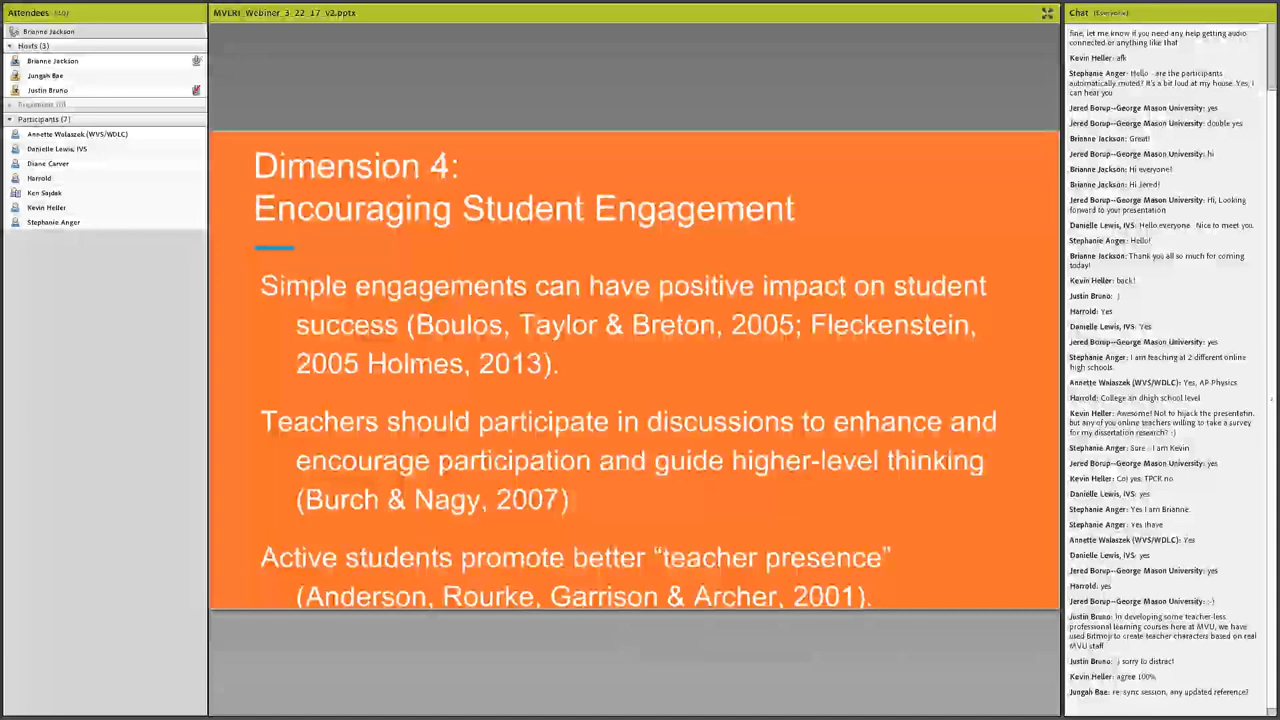 Attendees (10)
Brianne Jackson
Hosts (3)
Brianne Jackson
Jungah Bae
Justin Bruno
Participants (7)
Annette Walaszek (WVS/WDLC)
Danielle Lewis, IVS
Diane Carver
Harrold
Ken Sajdak
Kevin Heller
Stephanie Anger
MVLRI_Webiner_3_22_17_v2.pptx
Dimension 4:
Encouraging Student Engagement
Simple engagements can have positive impact on student
success (Boulos, Taylor & Breton, 2005; Fleckenstein,
2005 Holmes, 2013).
Teachers should participate in discussions to enhance and
encourage participation and guide higher-level thinking
(Burch & Nagy, 2007)
Active students promote better “teacher presence”
(Anderson, Rourke, Garrison & Archer, 2001).
Chat (Everyone)
fine, let me know if you need any help getting audio
connected or anything like that
Kevin Heller: afk
Stephanie Anger: Hello - are the participants
automatically muted? It's a bit loud at my house. Yes, I
can hear you
Jered Borup--George Mason University: yes
Jered Borup--George Mason University: double yes
Brianne Jackson: Great!
Jered Borup--George Mason University: hi
Brianne Jackson: Hi everyone!
Brianne Jackson: Hi Jered!
Jered Borup--George Mason University: Hi, Looking
forward to your presentation
Danielle Lewis, IVS: Hello everyone Nice to meet you.
Stephanie Anger: Hello!
Brianne Jackson: Thank you all so much for coming
today!
Kevin Heller: back!
Justin Bruno: :)
Harrold: Yes
Danielle Lewis, IVS: Yes
Jered Borup--George Mason University: yes
Stephanie Anger: I am teaching at 2 different online
high schools.
Annette Walaszek (WVS/WDLC): Yes, AP Physics
Harrold: College an dhigh school level
Kevin Heller: Awesome! Not to hijack the presentatin,
but any of you online teachers willing to take a survey
for my dissertation research? :-)
Stephanie Anger: Sure - I am Kevin
Jered Borup--George Mason University: yes
Kevin Heller: CoI yes, TPCK no
Danielle Lewis, IVS: yes
Stephanie Anger: Yes I am Brianne.
Stephanie Anger: Yes Ihave
Annette Walaszek (WVS/WDLC): Yes
Danielle Lewis, IVS: yes
Jered Borup--George Mason University: yes
Harrold: yes
Jered Borup--George Mason University: :-)
Justin Bruno: In developing some teacher-less
professional learning courses here at MVU, we have
used Bitmoji to create teacher characters based on real
MVU staff
Justin Bruno: :) sorry to distract!
Kevin Heller: agree 100%
Jungah Bae: re: sync session, any updated reference?